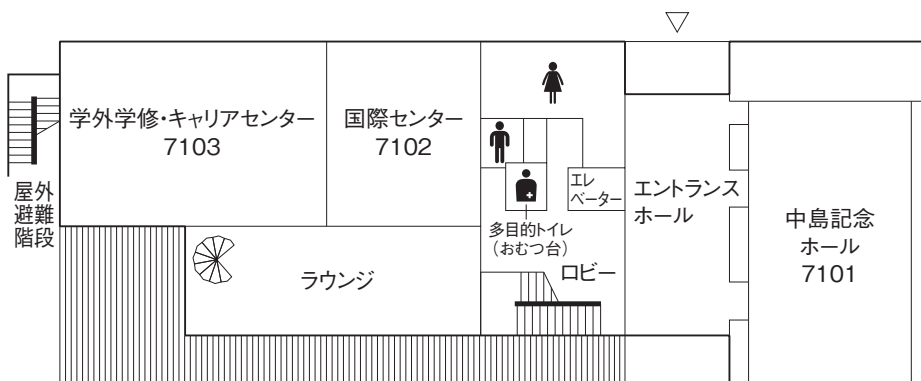 学外学修・キャリアセンター
7103
国際センター
7102
屋外
避難
階段
エレ
ベーター
多目的トイレ
（おむつ台）
ラウンジ
ロビー
エントランス
ホール
中島記念
ホール
7101